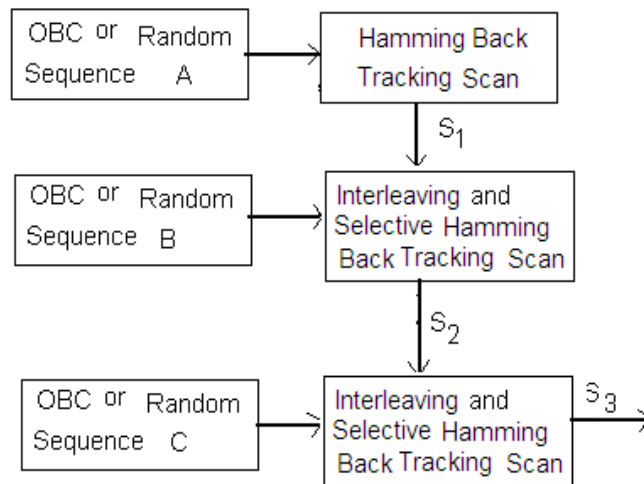 OBC or Random
Sequence A
Hamming Back
Tracking Scan
S1
OBC or Random
Sequence B
Interleaving and
Selective Hamming
Back Tracking Scan
S2
OBC or Random
Sequence C
Interleaving and
Selective Hamming
Back Tracking Scan
S3